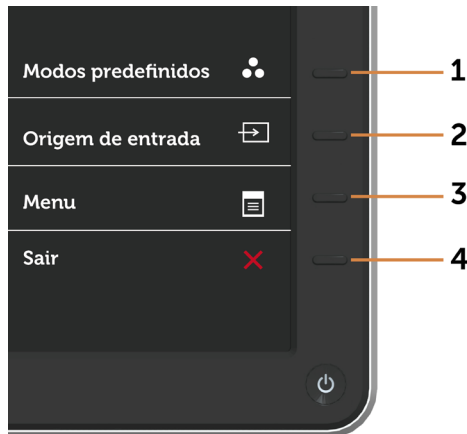 Modos predefinidos 1
Origem de entrada 2
Menu 3
Sair 4